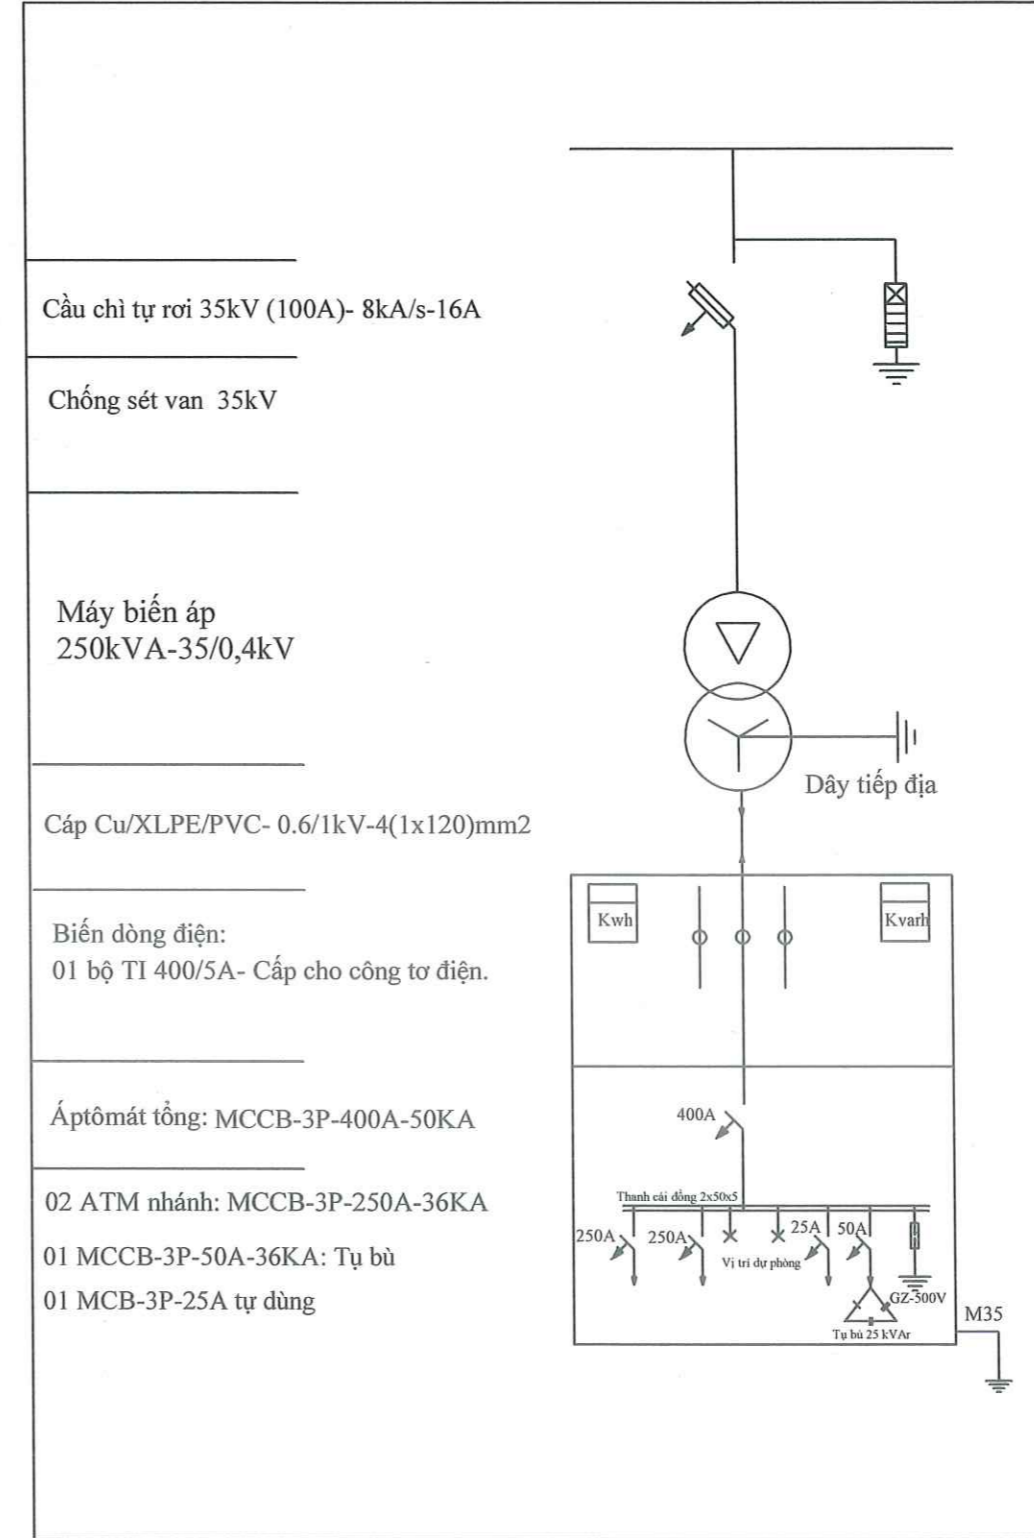 Cầu chì tự rơi 35kV (100A)- 8kA/s-16A
Chống sét van 35kV
Máy biến áp
250kVA-35/0,4kV
Dây tiếp địa
Cáp Cu/XLPE/PVC- 0.6/1kV-4(1x120)mm2
Kwh
Kvarh
Biến dòng điện:
01 bộ TI 400/5A- Cấp cho công tơ điện.
Áptômát tổng: MCCB-3P-400A-50KA
400A
02 ATM nhánh: MCCB-3P-250A-36KA
01 MCCB-3P-50A-36KA: Tụ bù
01 MCB-3P-25A tự dùng
Thanh cái đồng 2x50x5
250A
250A
25A
50A
Vị trí dự phòng
GZ-500V
Tụ bù 25 kVAr
M35